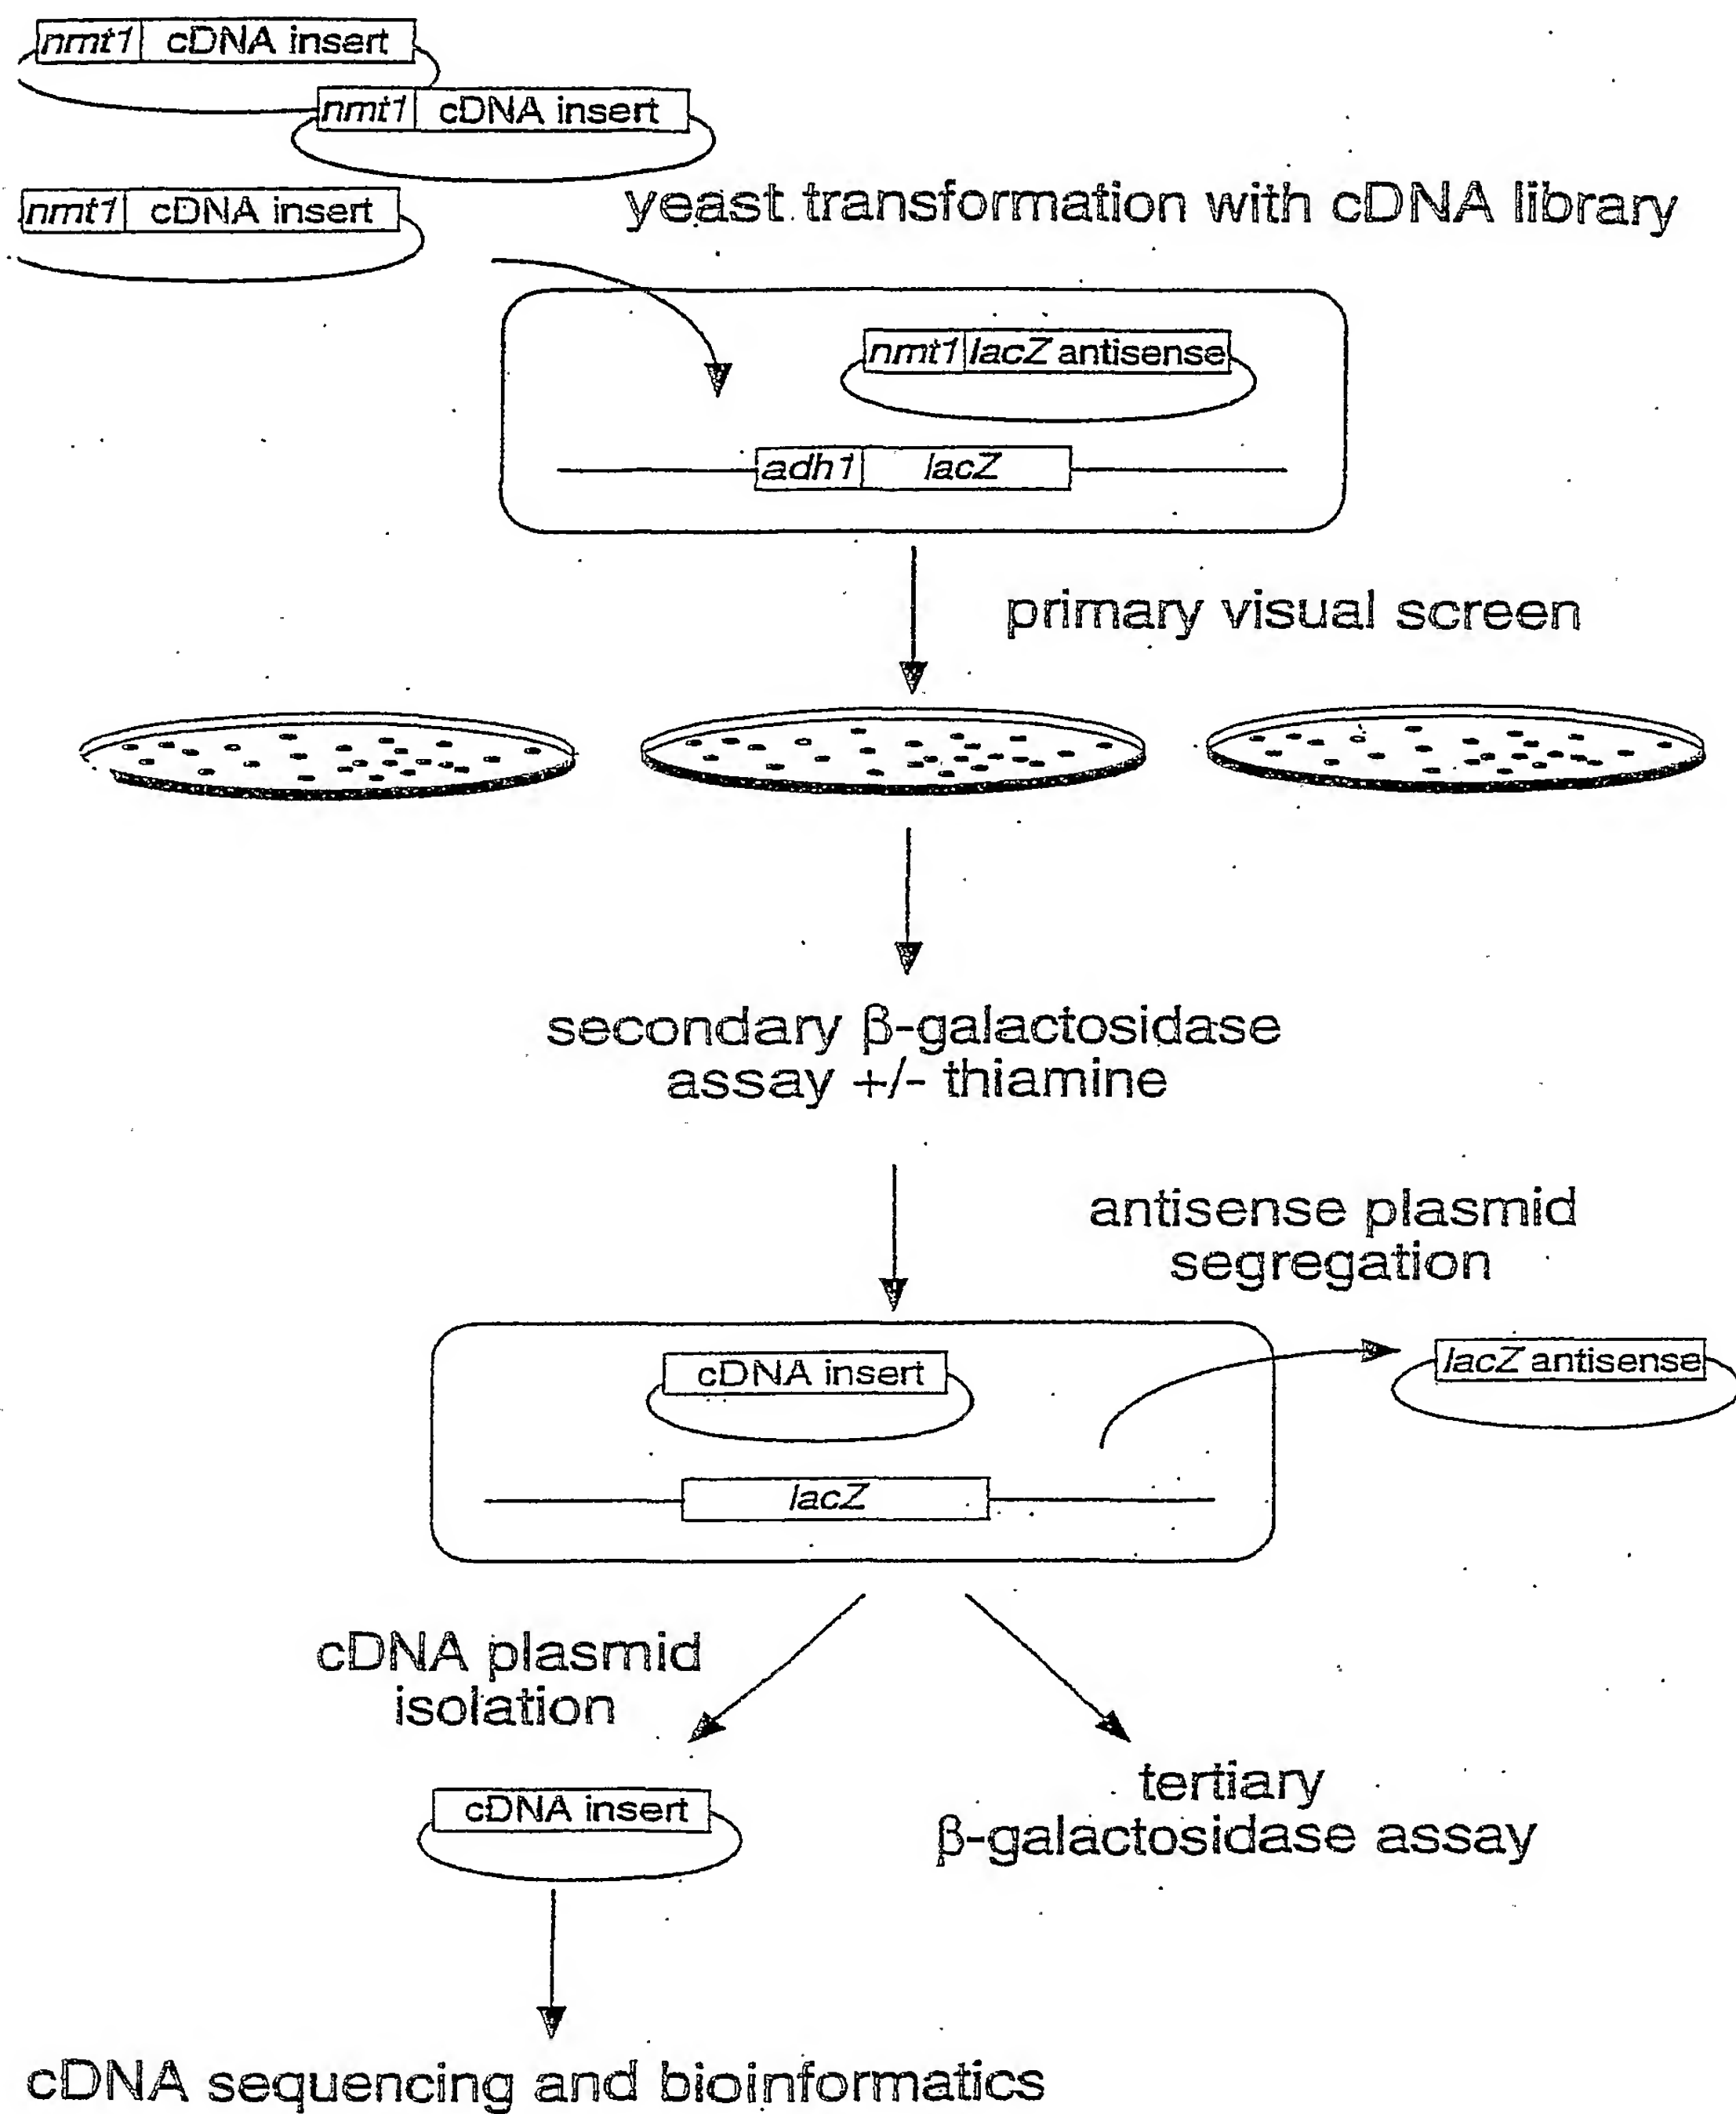 nmt1 cDNA insert
nmt1 cDNA insert
nmt1 cDNA insert
yeast transformation with cDNA library
nmt1 lacZ antisense
adh1 lacZ
primary visual screen
secondary β-galactosidase
assay +/- thiamine
antisense plasmid
segregation
cDNA insert
lacZ antisense
lacZ
cDNA plasmid
isolation
tertiary
β-galactosidase assay
cDNA insert
cDNA sequencing and bioinformatics